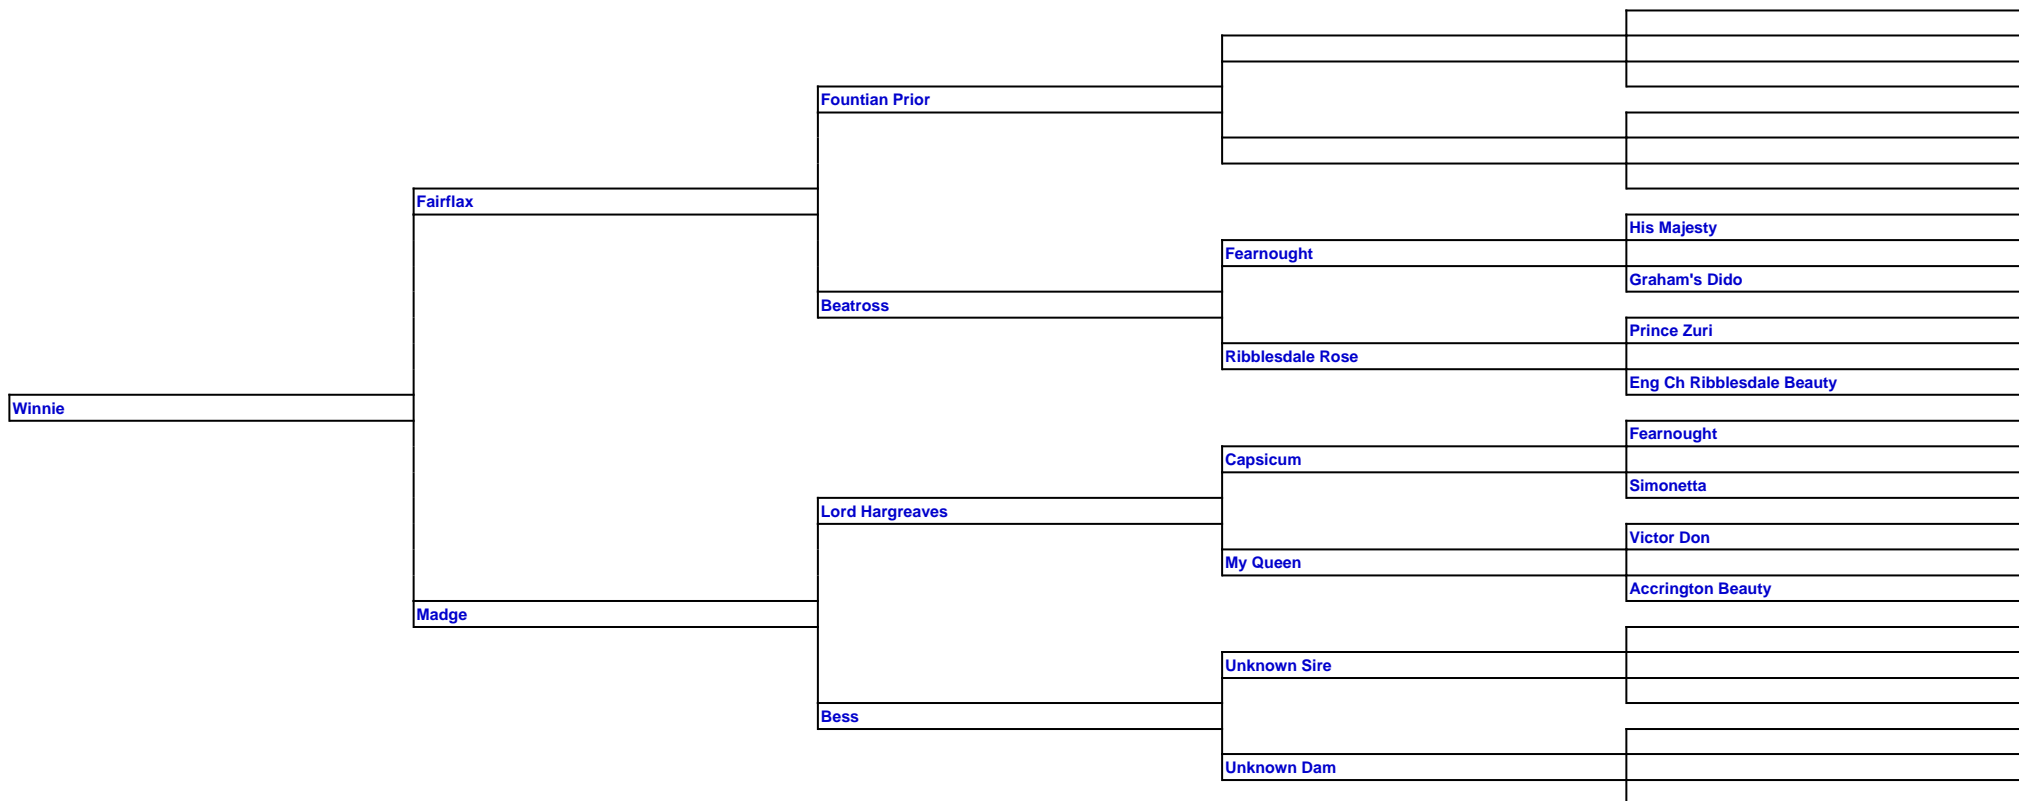 Fountian Prior
Fairflax
His Majesty
Fearnought
Graham's Dido
Beatross
Prince Zuri
Ribblesdale Rose
Eng Ch Ribblesdale Beauty
Winnie
Fearnought
Capsicum
Simonetta
Lord Hargreaves
Victor Don
My Queen
Accrington Beauty
Madge
Unknown Sire
Bess
Unknown Dam